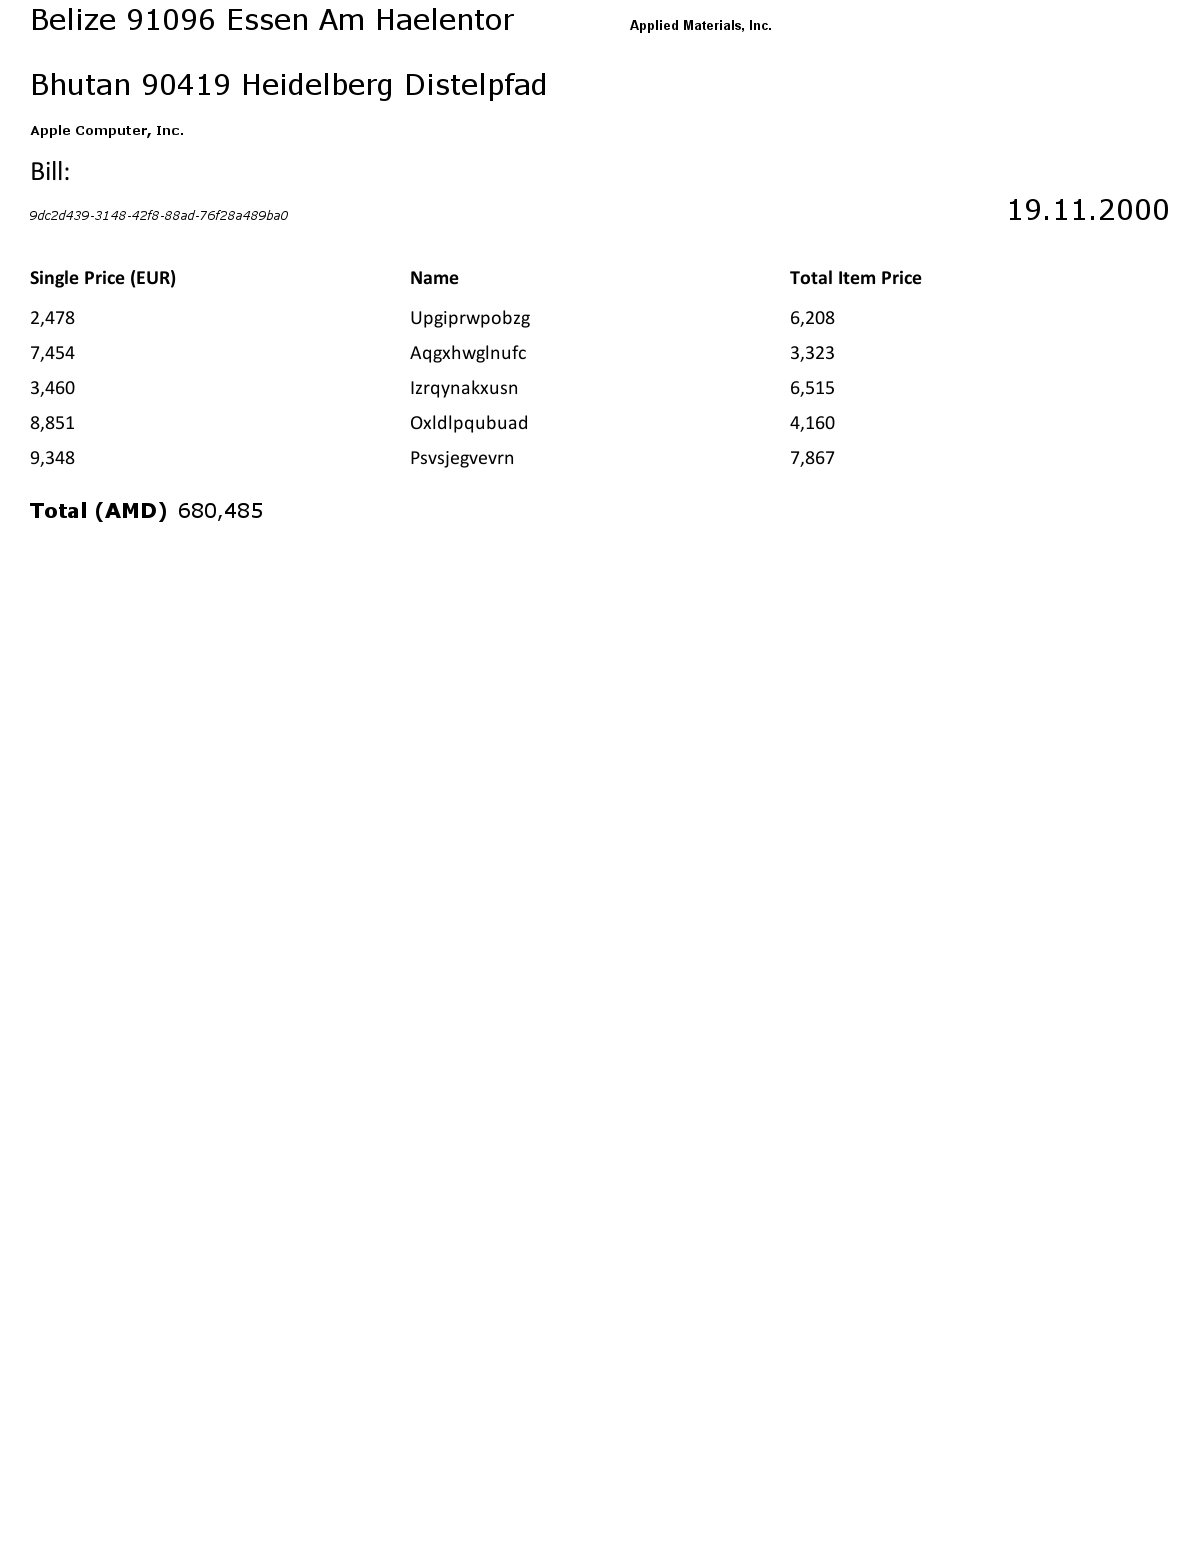 Belize 91096 Essen Am Haelentor Applied Materials, Inc.
Bhutan 90419 Heidelberg Distelpfad
Apple Computer, Inc.
Bill:
9dc2d439-3148-42f8-88ad-76f28a489ba0 19.11.2000
Single Price (EUR) Name Total Item Price
2,478 Upgiprwpobzg 6,208
7,454 Aqgxhwglnufc 3,323
3,460 Izrqynakxusn 6,515
8,851 Oxldlpqubuad 4,160
9,348 Psvsjegvevrn 7,867
Total (AMD) 680,485